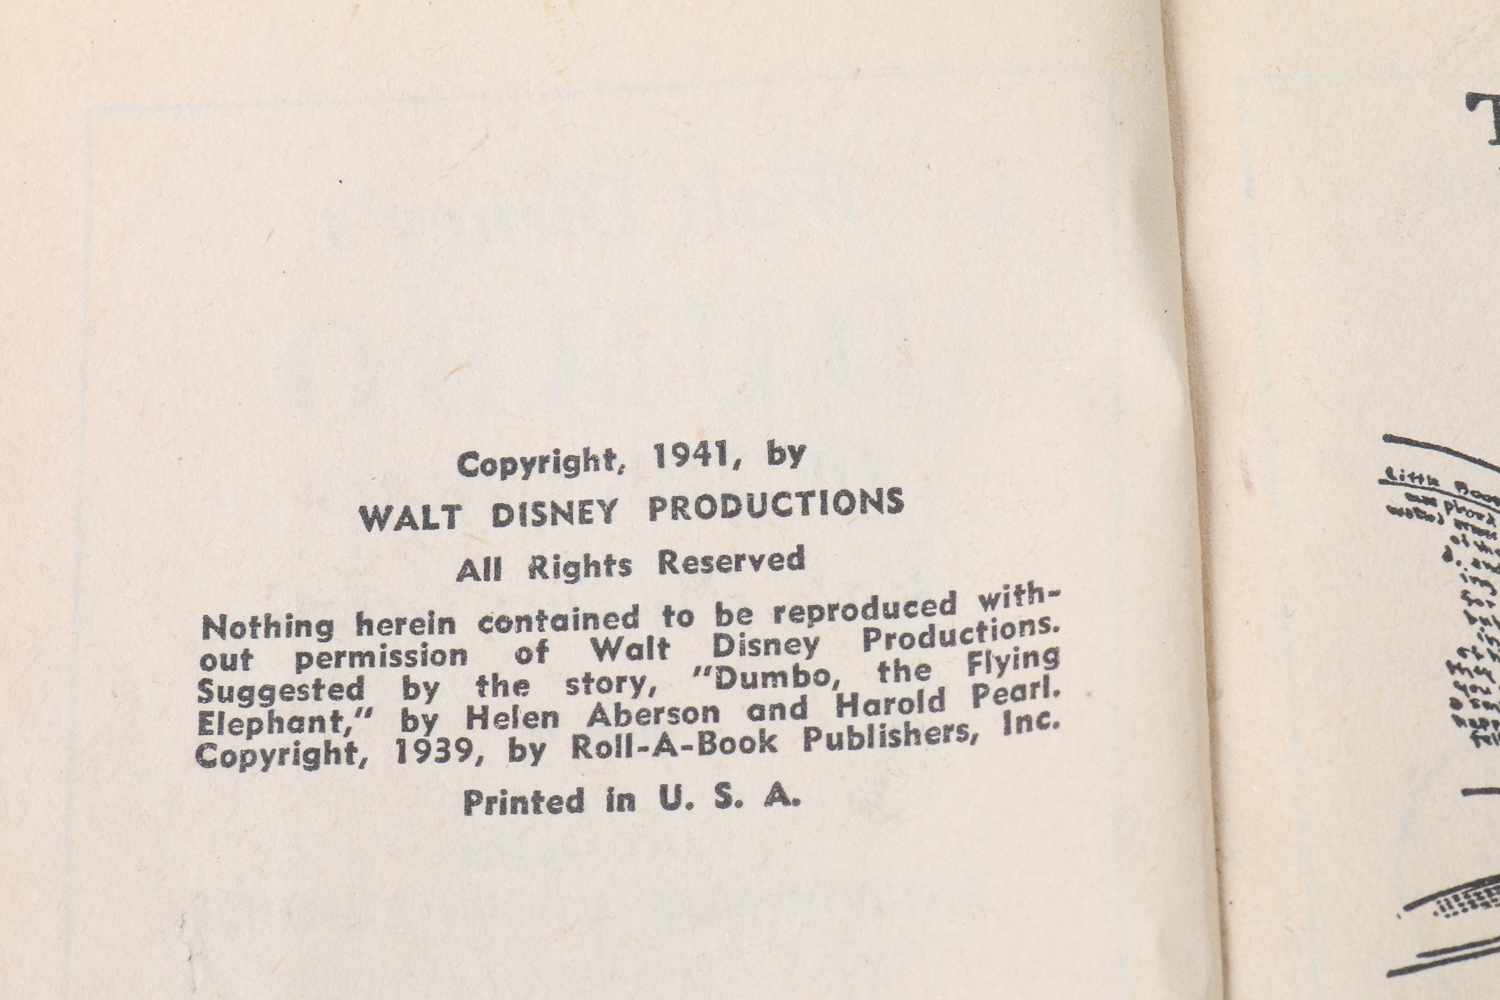 Copyright, 1941, by
WALT DISNEY PRODUCTIONS
All Rights Reserved
Nothing herein contained to be reproduced with-
out permission of Walt Disney Productions.
Suggested by the story, "Dumbo, the Flying
Elephant," by Helen Aberson and Harold Pearl.
Copyright, 1939, by Roll-A-Book Publishers, Inc.
Printed in U. S. A.
T
Little